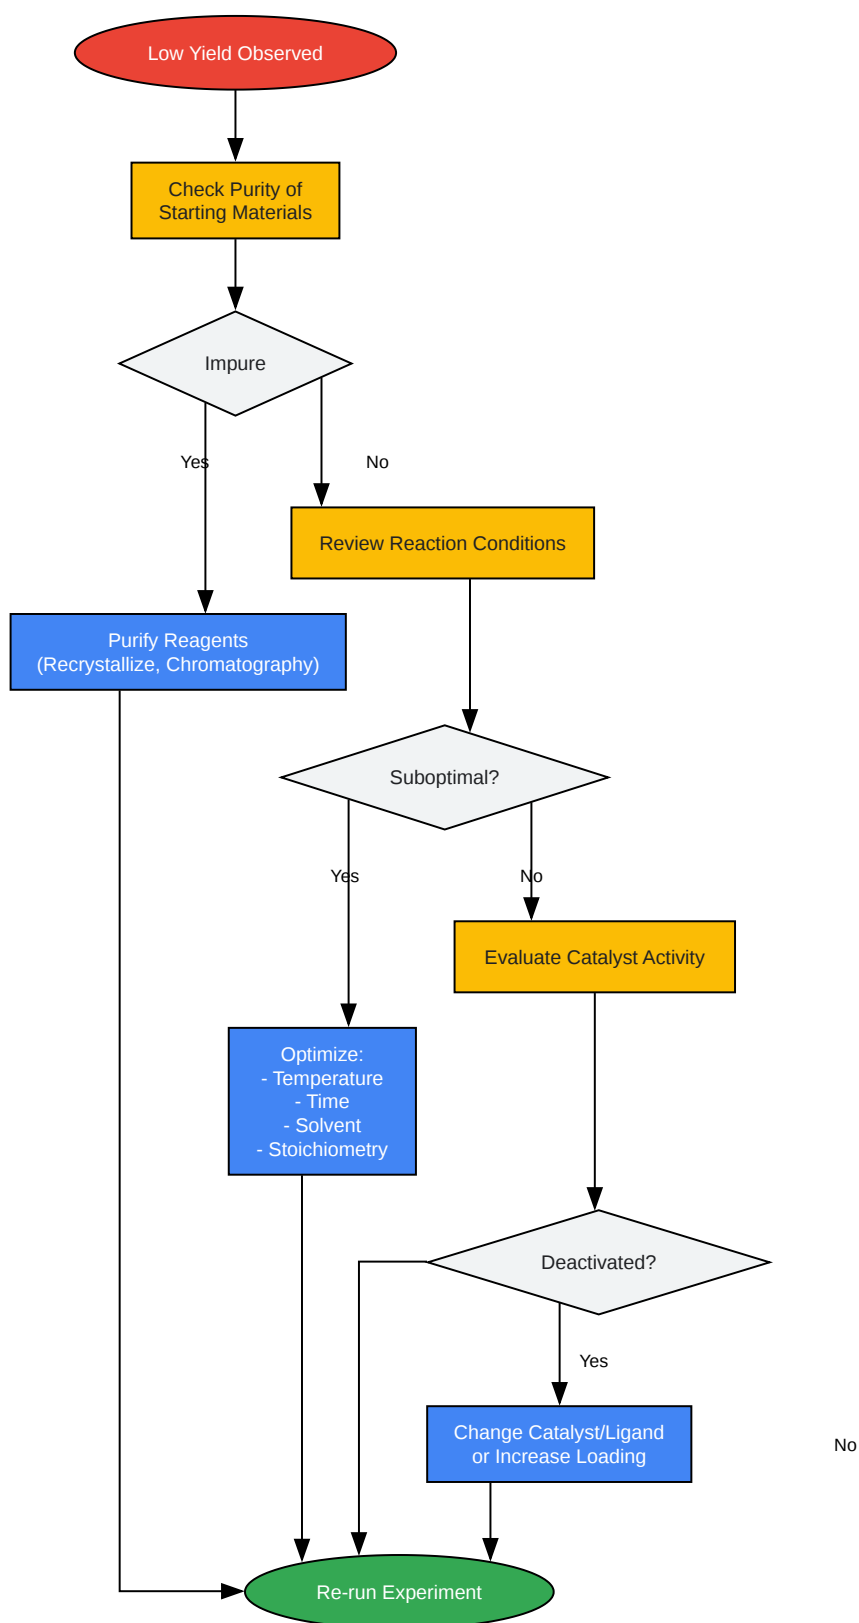 Low Yield Observed
Check Purity of
Starting Materials
Impure
Yes
No
Review Reaction Conditions
Purify Reagents
(Recrystallize, Chromatography)
Suboptimal?
Yes
No
Evaluate Catalyst Activity
Optimize:
- Temperature
- Time
- Solvent
- Stoichiometry
Deactivated?
Yes
Change Catalyst/Ligand
or Increase Loading
No
Re-run Experiment